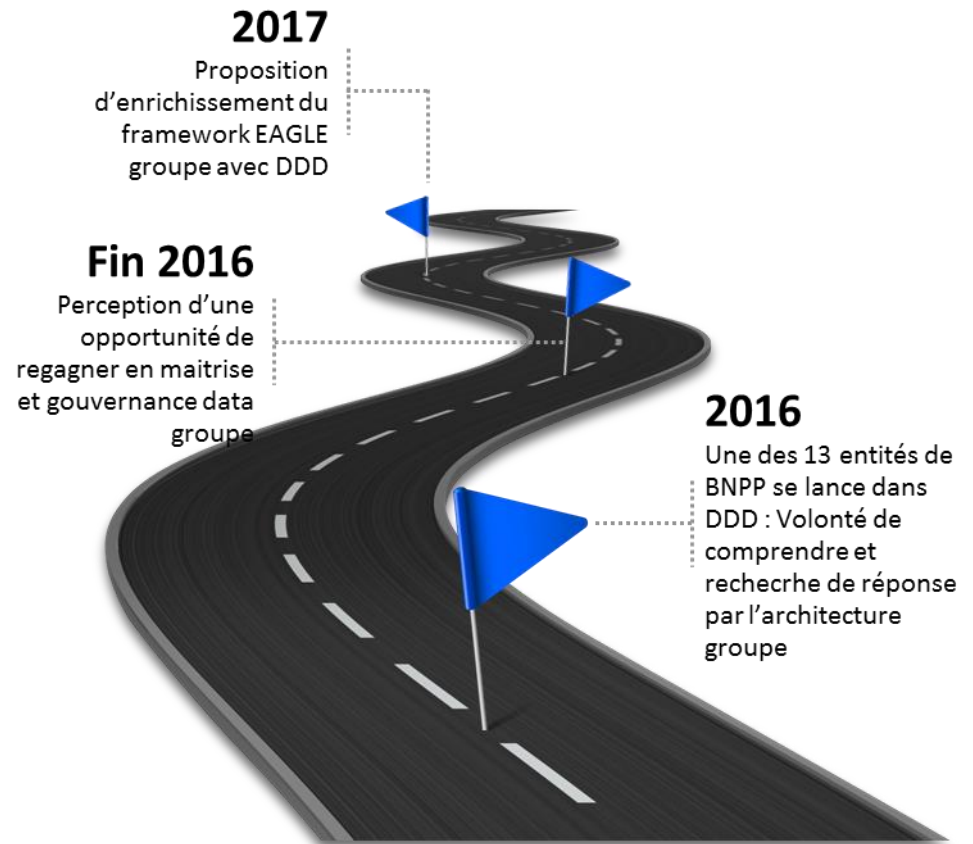 2017
Proposition
d’enrichissement du
framework EAGLE
groupe avec DDD
Fin 2016
Perception d’une
opportunité de
regagner en maitrise
et gouvernance data
groupe
2016
Une des 13 entités de
BNPP se lance dans
DDD : Volonté de
comprendre et
rechecrhe de réponse
par l’architecture
groupe